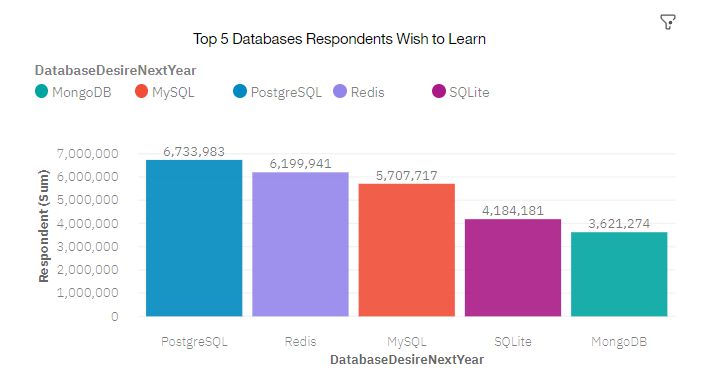 Top 5 Databases Respondents Wish to Learn
DatabaseDesireNextYear
MongoDB MySQL PostgreSQL Redis SQLite
Respondent (Sum)
7,000,000
6,000,000
5,000,000
4,000,000
3,000,000
2,000,000
1,000,000
0
6,733,983
6,199,941
5,707,717
4,184,181
3,621,274
PostgreSQL Redis MySQL SQLite MongoDB
DatabaseDesireNextYear